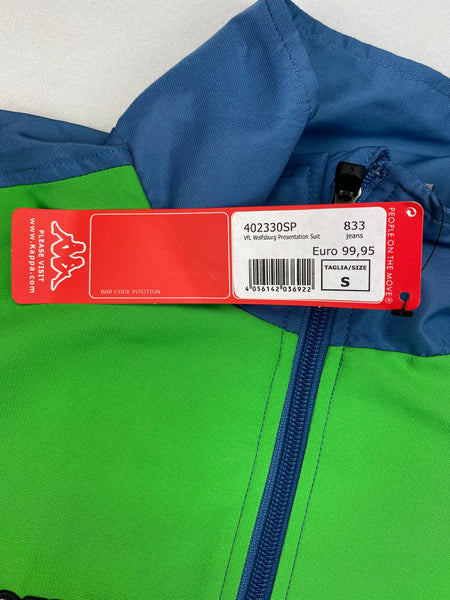 PLEASE VISIT
www.Kappa.com
BAR CODE POSITION
402330SP
833
VfL Wolfsburg Presentation Suit
jeans
Euro 99,95
TAGLIA/SIZE
S
4 056142 036922
PEOPLE ON THE MOVE®